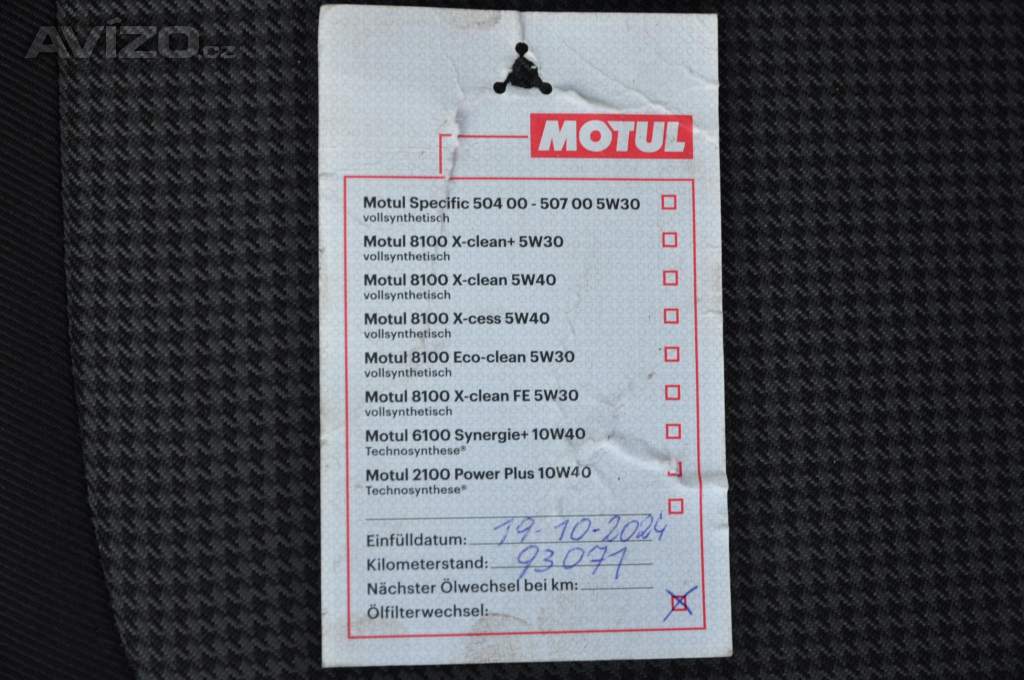 AVÍZO.cz
MOTUL
Motul Specific 504 00 - 507 00 5W30
vollsynthetisch
Motul 8100 X-clean+ 5W30
vollsynthetisch
Motul 8100 X-clean 5W40
vollsynthetisch
Motul 8100 X-cess 5W40
vollsynthetisch
Motul 8100 Eco-clean 5W30
vollsynthetisch
Motul 8100 X-clean FE 5W30
vollsynthetisch
Motul 6100 Synergie+ 10W40
Technosynthese®
Motul 2100 Power Plus 10W40
Technosynthese®
Einfülldatum: 19-10-2024
Kilometerstand: 93071
Nächster Ölwechsel bei km:
Ölfilterwechsel: